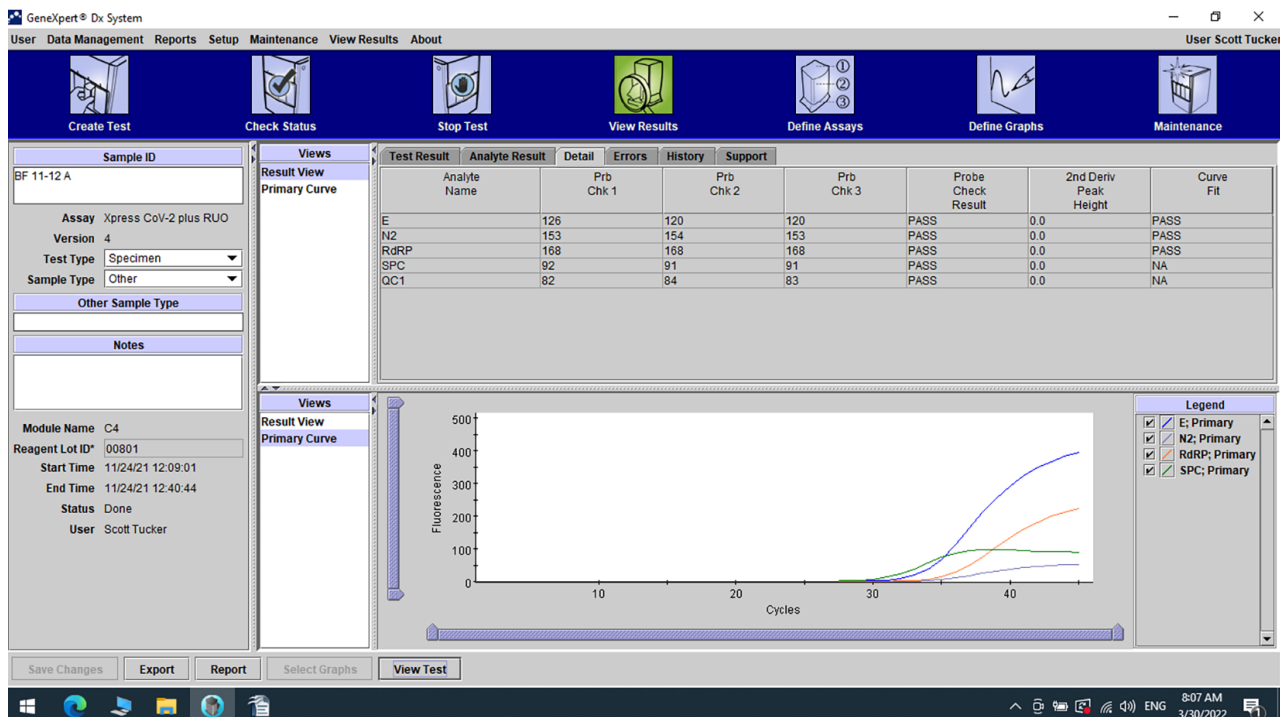 GeneXpert® Dx System
User Data Management Reports Setup Maintenance View Results About User Scott Tucker
Create Test Check Status Stop Test View Results Define Assays Define Graphs Maintenance
Sample ID
BF 11-12 A
Assay Xpress CoV-2 plus RUO
Version 4
Test Type Specimen
Sample Type Other
Other Sample Type
Notes
Module Name C4
Reagent Lot ID* 00801
Start Time 11/24/21 12:09:01
End Time 11/24/21 12:40:44
Status Done
User Scott Tucker
Views
Result View
Primary Curve
Test Result Analyte Result Detail Errors History Support
Analyte Name Prb Chk 1 Prb Chk 2 Prb Chk 3 Probe Check Result 2nd Deriv Peak Height Curve Fit
E 126 120 120 PASS 0.0 PASS
N2 153 154 153 PASS 0.0 PASS
RdRP 168 168 168 PASS 0.0 PASS
SPC 92 91 91 PASS 0.0 NA
QC1 82 84 83 PASS 0.0 NA
Views
Result View
Primary Curve
Fluorescence
500
400
300
200
100
0
10 20 30 40
Cycles
Legend
E; Primary
N2; Primary
RdRP; Primary
SPC; Primary
Save Changes Export Report Select Graphs View Test
ENG 8:07 AM
3/30/2022
1